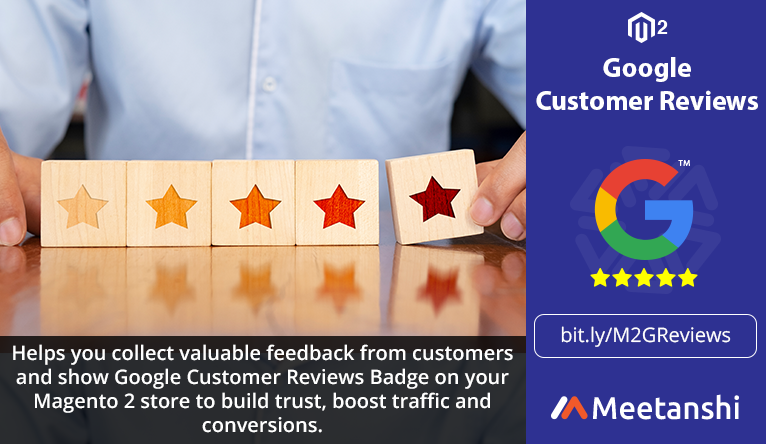 Helps you collect valuable feedback from customers
and show Google Customer Reviews Badge on your
Magento 2 store to build trust, boost traffic and
conversions.
2
Google
Customer Reviews
G™
bit.ly/M2GReviews
Meetanshi